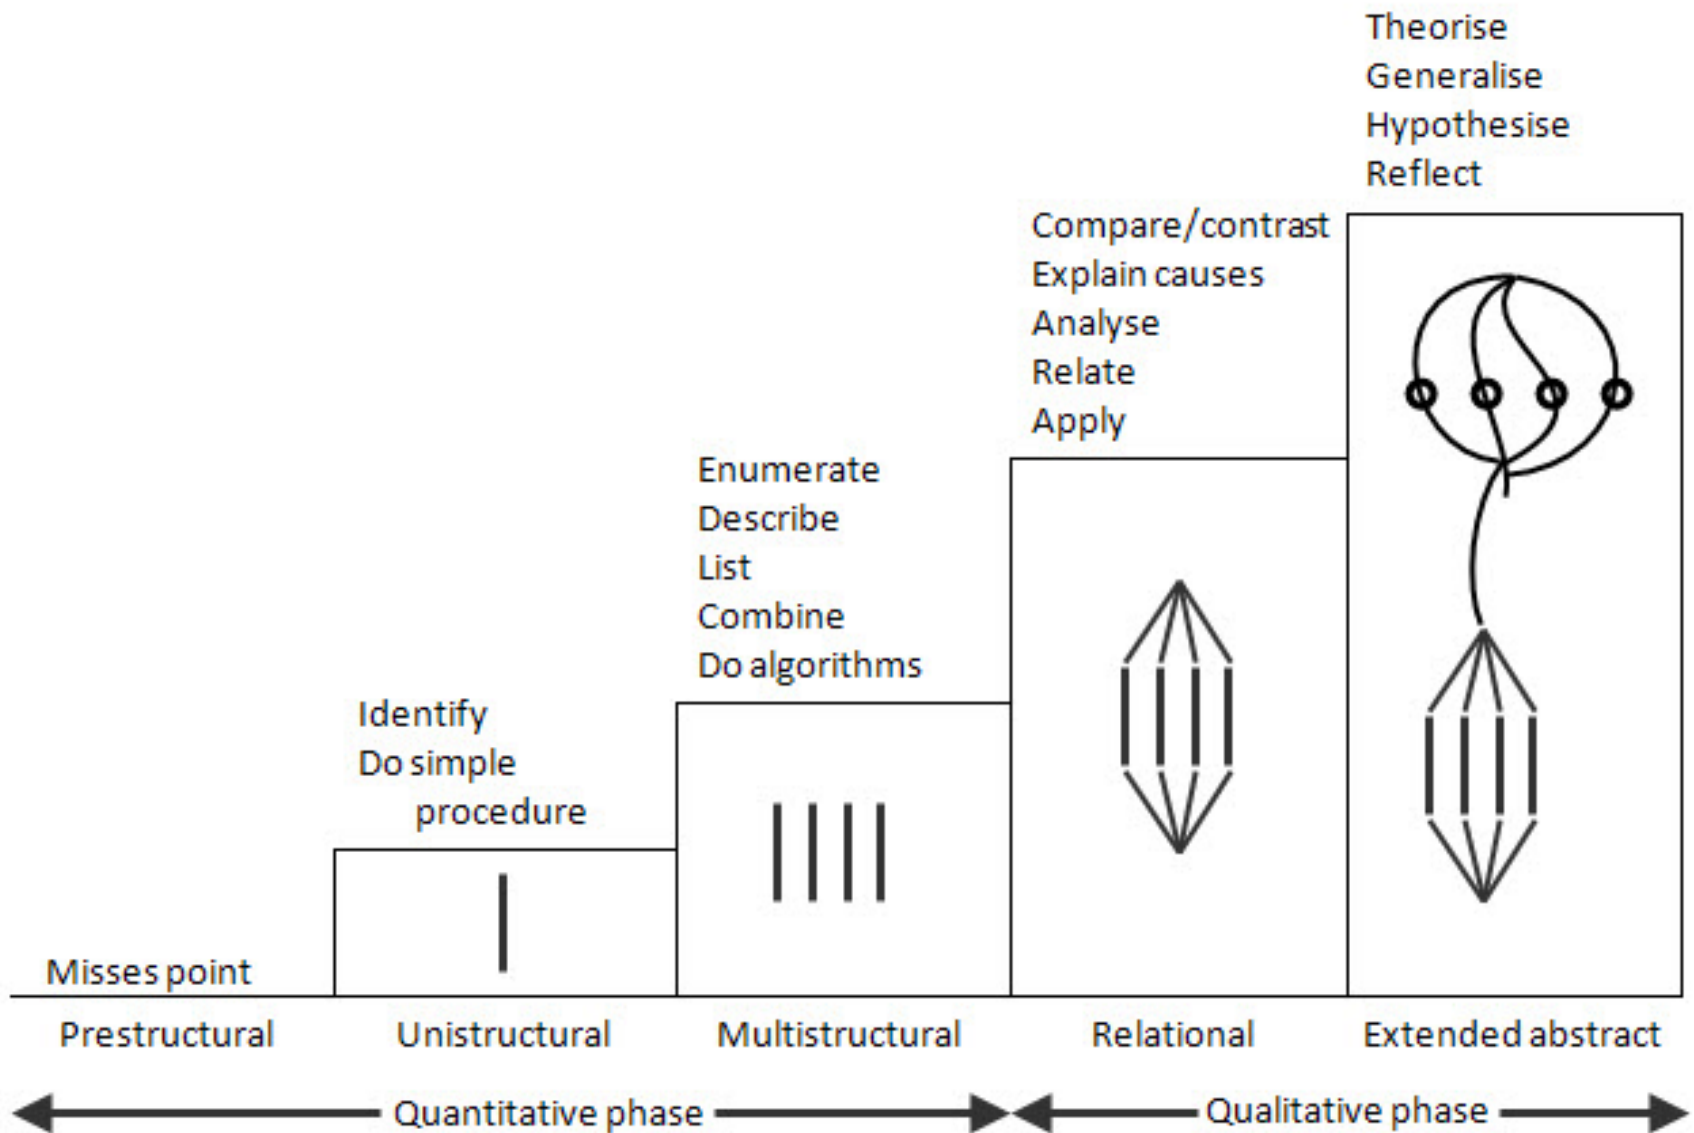 Theorise
Generalise
Hypothesise
Reflect
Compare/contrast
Explain causes
Analyse
Relate
Apply
Enumerate
Describe
List
Combine
Do algorithms
Identify
Do simple
procedure
Misses point
Prestructural
Unistructural
Multistructural
Relational
Extended abstract
Quantitative phase
Qualitative phase